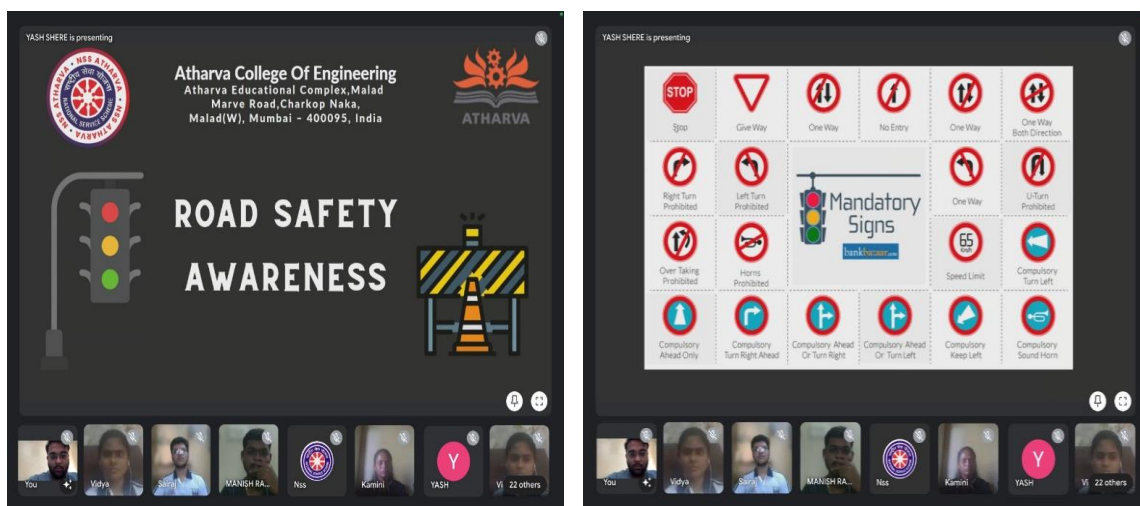 YASH SHERE is presenting
NSS ATHARVA
Atharva College Of Engineering
Atharva Educational Complex,Malad
Marve Road,Charkop Naka,
Malad(W), Mumbai – 400095, India
ATHARVA
ROAD SAFETY
AWARENESS
You
Vidya
Sairaj
MANISH RA...
Nss
Kamini
Y
YASH
Vi
22 others
YASH SHERE is presenting
STOP
Stop
Give Way
One Way
No Entry
One Way
One Way
Both Direction
Right Turn
Prohibited
Left Turn
Prohibited
Mandatory
Signs
bankbazaar.com
One Way
U-Turn
Prohibited
Over Taking
Prohibited
Horns
Prohibited
65
Speed Limit
Compulsory
Turn Left
Compulsory
Ahead Only
Compulsory
Turn Right Ahead
Compulsory Ahead
Or Turn Right
Compulsory Ahead
Or Turn Left
Compulsory
Keep Left
Compulsory
Sound Horn
You
Vidya
Sairaj
MANISH RA...
Nss
Kamini
Y
YASH
Vi
22 others